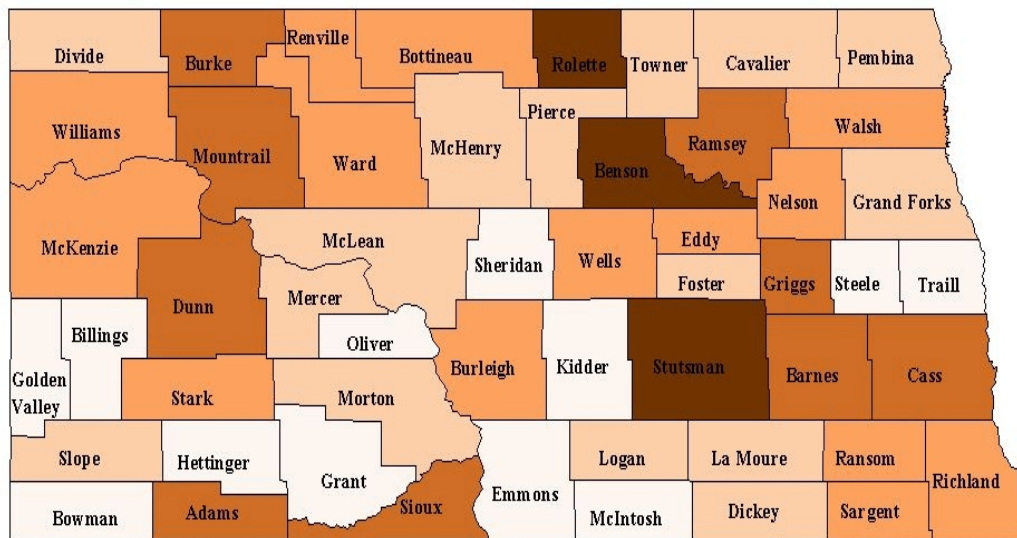 Divide
Burke
Renville
Bottineau
Rolette
Towner
Cavalier
Pembina
Williams
Mountrail
Ward
McHenry
Pierce
Benson
Ramsey
Walsh
Nelson
Grand Forks
McKenzie
Dunn
McLean
Mercer
Oliver
Sheridan
Wells
Eddy
Foster
Griggs
Steele
Traill
Billings
Golden
Valley
Stark
Morton
Burleigh
Kidder
Stutsman
Barnes
Cass
Slope
Hettinger
Grant
Sioux
Emmons
Logan
La Moure
Ransom
Richland
Bowman
Adams
McIntosh
Dickey
Sargent